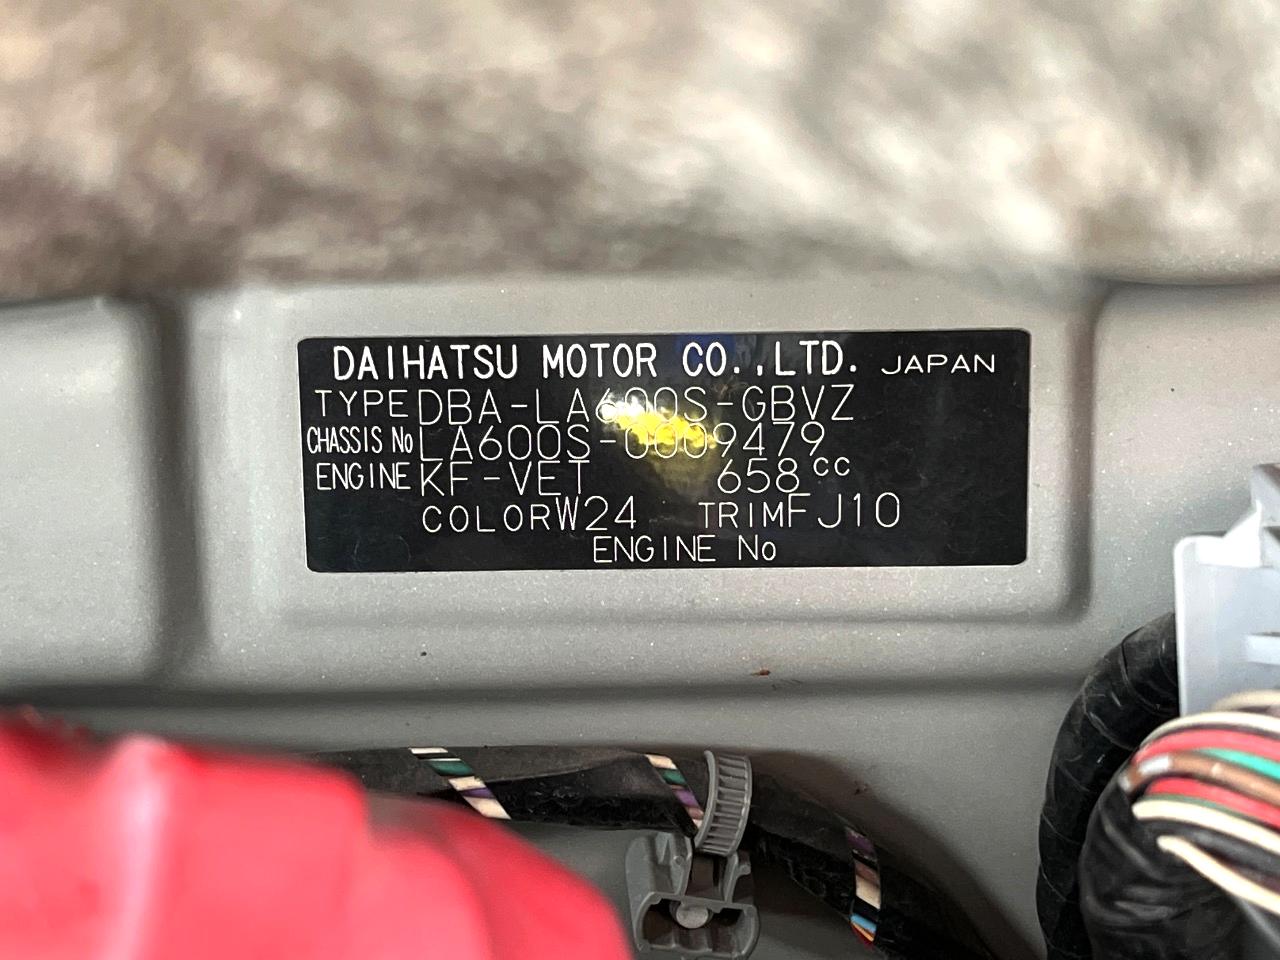 DAIHATSU MOTOR CO.,LTD. JAPAN
TYPE DBA-LA600S-GBVZ
CHASSIS No LA600S-0009479
ENGINE KF-VET 658cc
COLOR W24 TRIM FJ10
ENGINE No